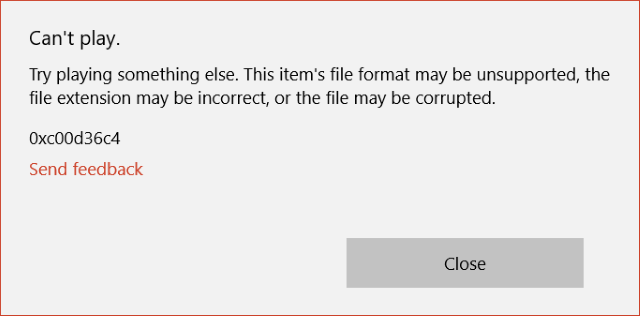 Can't play.
Try playing something else. This item's file format may be unsupported, the
file extension may be incorrect, or the file may be corrupted.
0xc00d36c4
Send feedback
Close